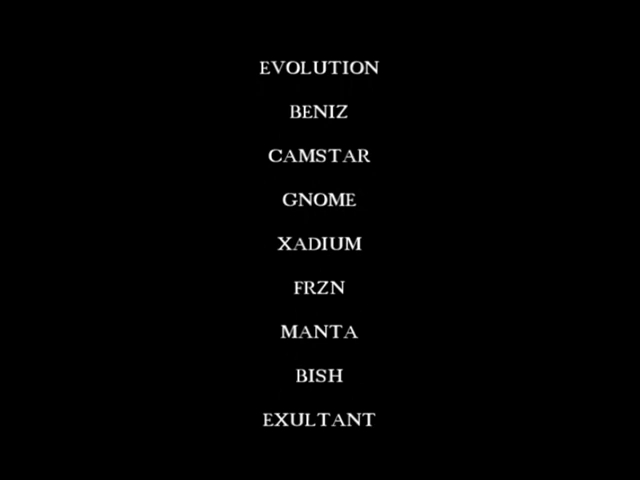 EVOLUTION
BENIZ
CAMSTAR
GNOME
XADIUM
FRZN
MANTA
BISH
EXULTANT